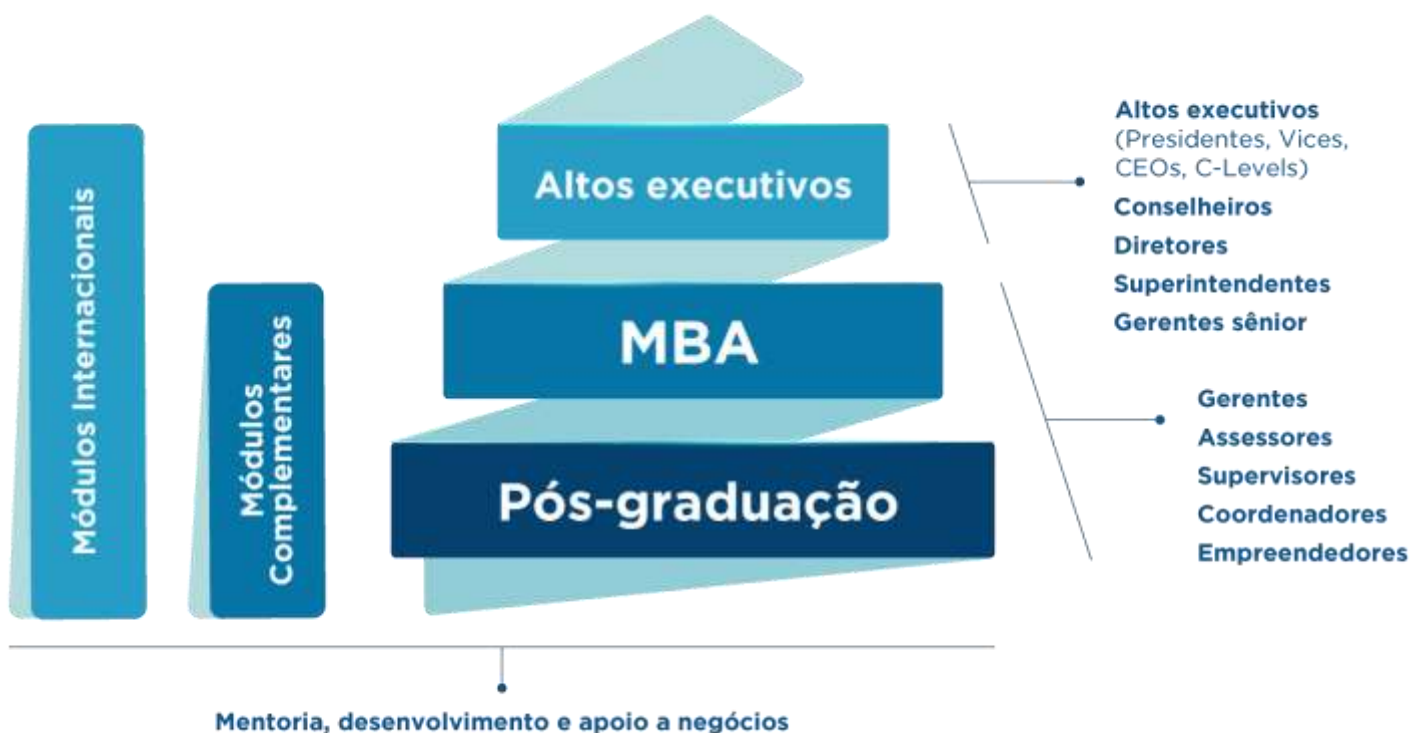 Módulos Internacionais
Módulos
Complementares
Altos executivos
MBA
Pós-graduação
Altos executivos
(Presidentes, Vices,
CEOs, C-Levels)
Conselheiros
Diretores
Superintendentes
Gerentes sênior
Gerentes
Assessores
Supervisores
Coordenadores
Empreendedores
Mentoria, desenvolvimento e apoio a negócios